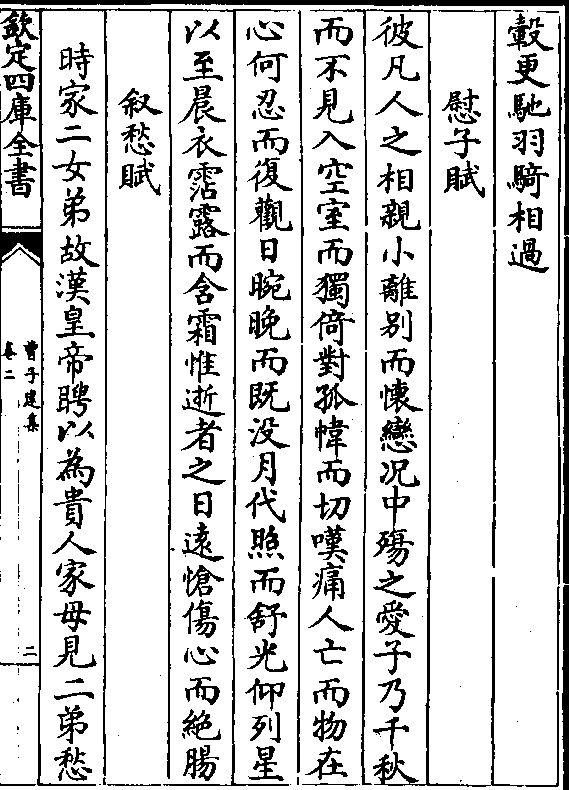 轂更馳羽騎相過
慰子賦
彼凡人之相親小離别而懷戀况中殤之愛子乃千秋
而不見入空室而獨倚對孤幃而切嘆痛人亡而物在
心何忍而復觀日晼晚而既没月代照而舒光仰列星
以至晨衣霑露而含霜惟逝者之日遠愴傷心而絶腸
叙愁賦
時家二女弟故漢皇帝聘以為貴人家母見二弟愁
欽定四庫全書
曹子建集
卷二
二